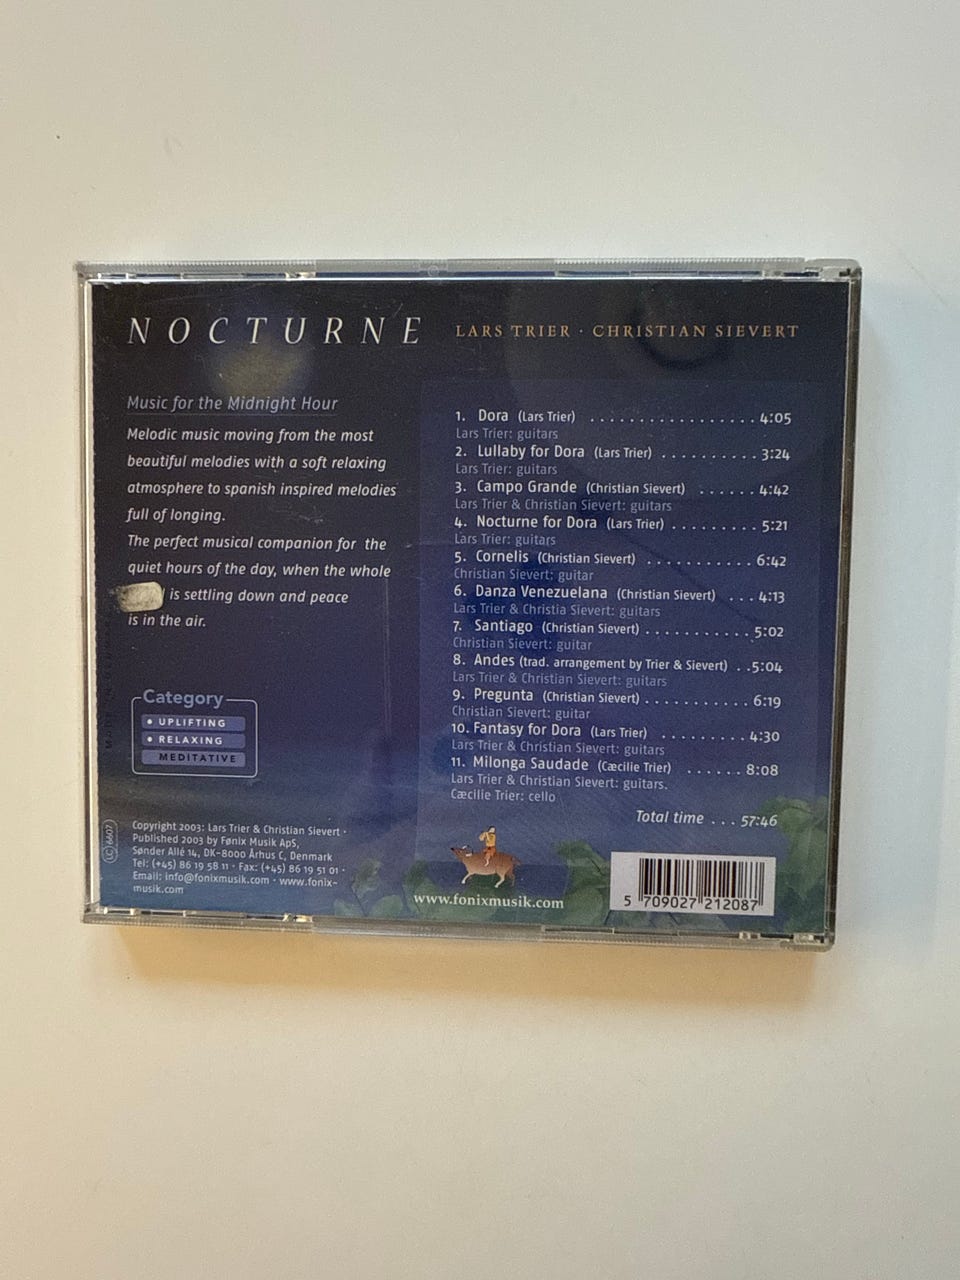 NOCTURNE
LARS TRIER · CHRISTIAN SIEVERT
Music for the Midnight Hour
Melodic music moving from the most
beautiful melodies with a soft relaxing
atmosphere to spanish inspired melodies
full of longing.
The perfect musical companion for the
quiet hours of the day, when the whole
is settling down and peace
is in the air.
Category
• UPLIFTING
• RELAXING
MEDITATIVE
Copyright 2003: Lars Trier & Christian Sievert ·
Published 2003 by Fønix Musik ApS,
Sønder Allé 14, DK-8000 Århus C, Denmark
Tel: (+45) 86 19 58 11 · Fax: (+45) 86 19 51 01 ·
Email: info@fonixmusik.com · www.fonix-
musik.com
LC 6607
1. Dora (Lars Trier) . . . . . . . . . . . . . . . . . . 4:05
Lars Trier: guitars
2. Lullaby for Dora (Lars Trier) . . . . . . . . . . 3:24
Lars Trier: guitars
3. Campo Grande (Christian Sievert) . . . . . . 4:42
Lars Trier & Christian Sievert: guitars
4. Nocturne for Dora (Lars Trier) . . . . . . . . . 5:21
Lars Trier: guitars
5. Cornelis (Christian Sievert) . . . . . . . . . . . 6:42
Christian Sievert: guitar
6. Danza Venezuelana (Christian Sievert) . . . 4:13
Lars Trier & Christia Sievert: guitars
7. Santiago (Christian Sievert) . . . . . . . . . . . 5:02
Christian Sievert: guitar
8. Andes (trad. arrangement by Trier & Sievert) . . 5:04
Lars Trier & Christian Sievert: guitars
9. Pregunta (Christian Sievert) . . . . . . . . . . . 6:19
Christian Sievert: guitar
10. Fantasy for Dora (Lars Trier) . . . . . . . . . 4:30
Lars Trier & Christian Sievert: guitars
11. Milonga Saudade (Cæcilie Trier) . . . . . . 8:08
Lars Trier & Christian Sievert: guitars.
Cæcilie Trier: cello
Total time . . . 57:46
www.fonixmusik.com
5 709027 212087